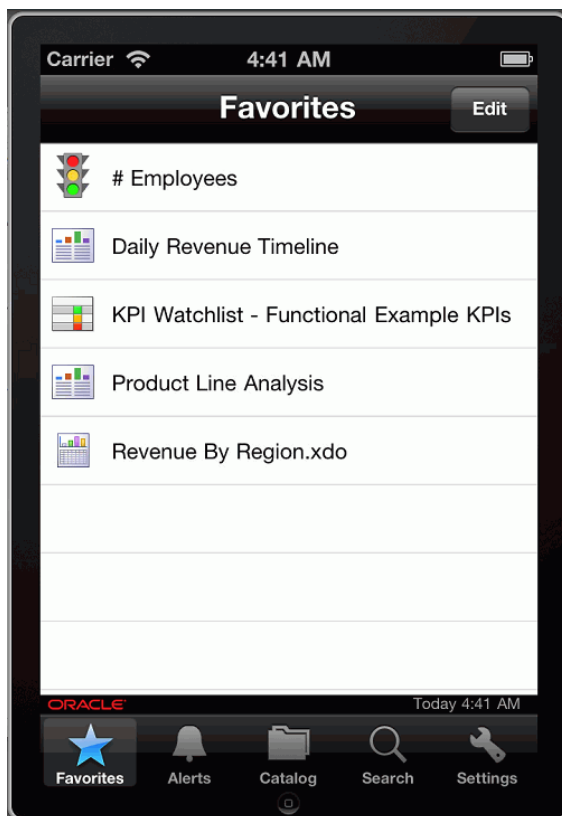 Carrier 4:41 AM
Favorites Edit
# Employees
Daily Revenue Timeline
KPI Watchlist - Functional Example KPIs
Product Line Analysis
Revenue By Region.xdo
ORACLE Today 4:41 AM
Favorites Alerts Catalog Search Settings